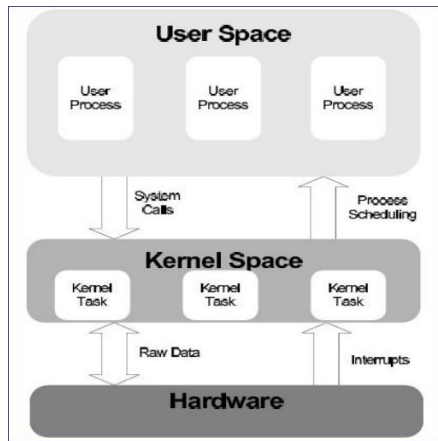 User Space
User
Process
User
Process
User
Process
System
Calls
Process
Scheduling
Kernel Space
Kernel
Task
Kernel
Task
Kernel
Task
Raw Data
Interrupts
Hardware